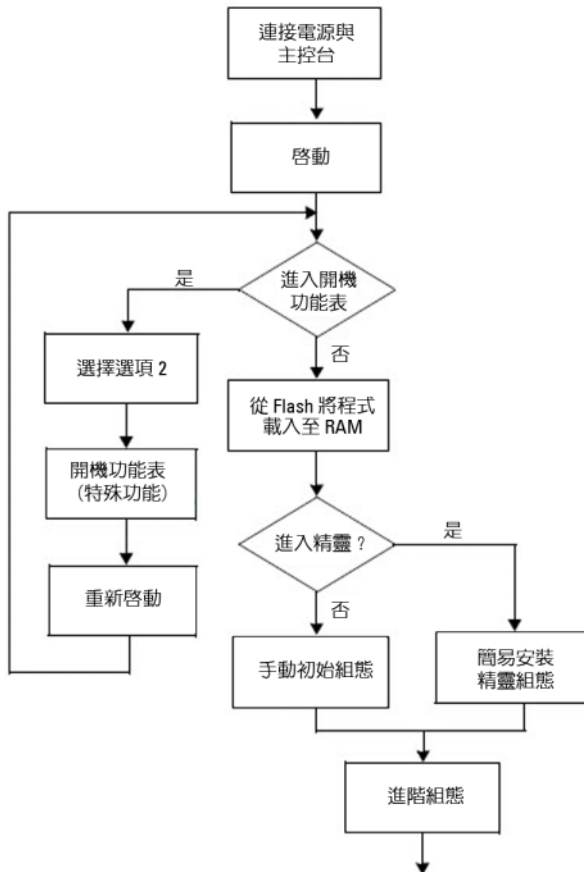 連接電源與
主控台
啓動
進入開機
功能表
是
否
選擇選項 2
從 Flash 將程式
載入至 RAM
開機功能表
（特殊功能）
進入精靈？
是
否
重新啓動
手動初始組態
簡易安裝
精靈組態
進階組態